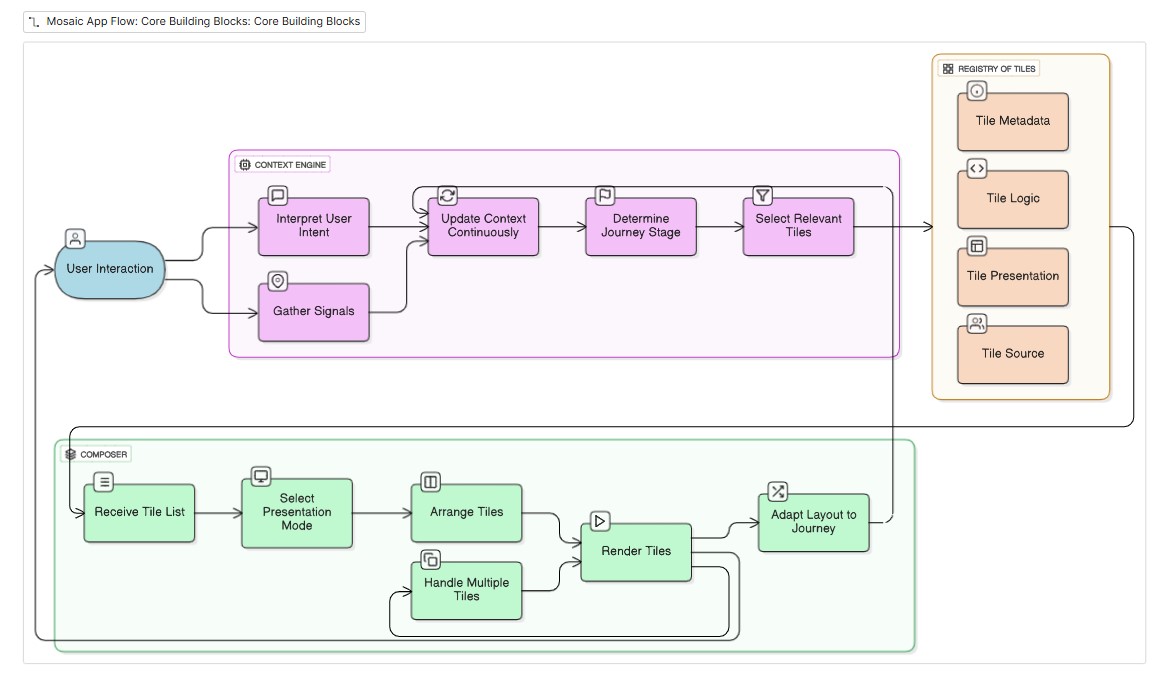 Mosaic App Flow: Core Building Blocks: Core Building Blocks
REGISTRY OF TILES
Tile Metadata
Tile Logic
Tile Presentation
Tile Source
CONTEXT ENGINE
Interpret User
Intent
Update Context
Continuously
Determine
Journey Stage
Select Relevant
Tiles
User Interaction
Gather Signals
COMPOSER
Receive Tile List
Select
Presentation
Mode
Arrange Tiles
Handle Multiple
Tiles
Render Tiles
Adapt Layout to
Journey